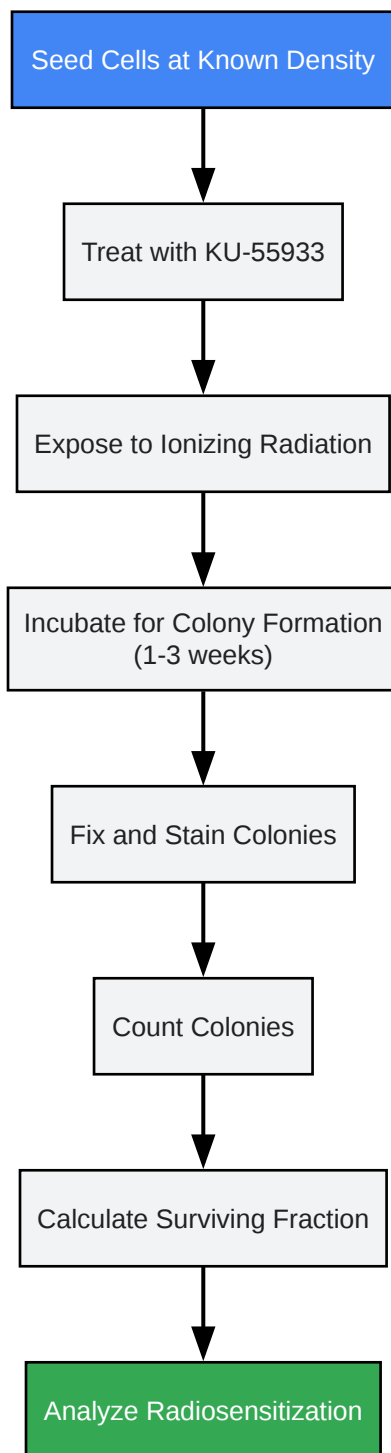 Seed Cells at Known Density
Treat with KU-55933
Expose to Ionizing Radiation
Incubate for Colony Formation
(1-3 weeks)
Fix and Stain Colonies
Count Colonies
Calculate Surviving Fraction
Analyze Radiosensitization